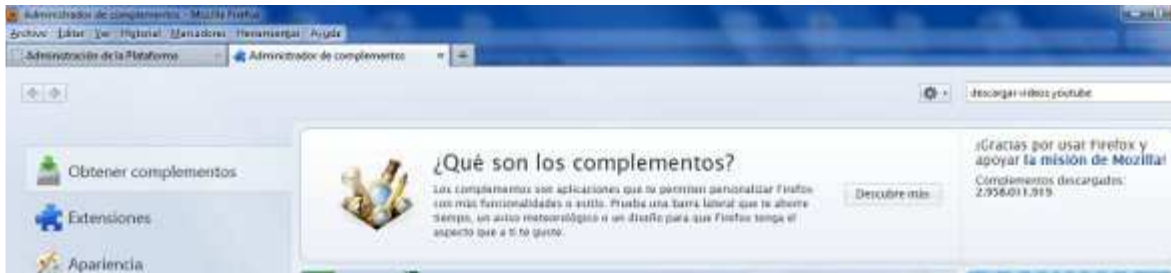 Administrador de complementos - Mozilla Firefox
Archivo Editar Ver Historial Marcadores Herramientas Ayuda
Administración de la Plataforma
Administrador de complementos
descargar videos youtube
Obtener complementos
Extensiones
Apariencia
¿Qué son los complementos?
Los complementos son aplicaciones que te permiten personalizar Firefox
con más funcionalidades o estilo. Prueba una barra lateral que te ahorre
tiempo, un aviso meteorológico o un diseño para que Firefox tenga el
aspecto que a ti te guste.
Descubre más
¡Gracias por usar Firefox y
apoyar la misión de Mozilla!
Complementos descargados:
2.958.011.919